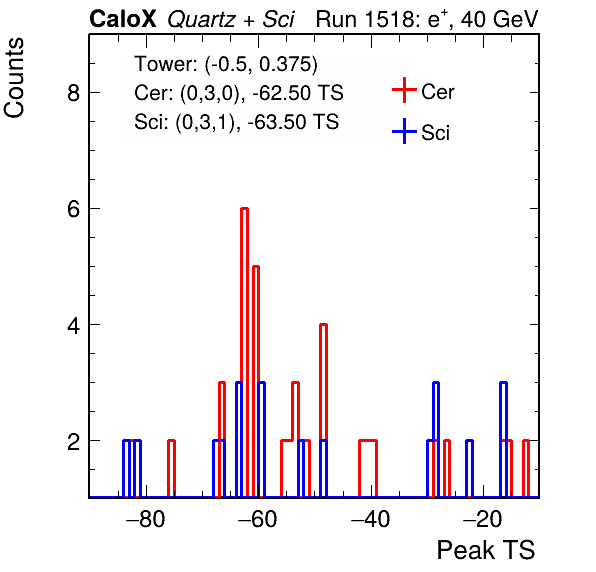 CaloX Quartz + Sci Run 1518: e+, 40 GeV
Counts
Tower: (-0.5, 0.375)
Cer: (0,3,0), -62.50 TS
Sci: (0,3,1), -63.50 TS
Cer
Sci
8
6
4
2
−80 −60 −40 −20
Peak TS